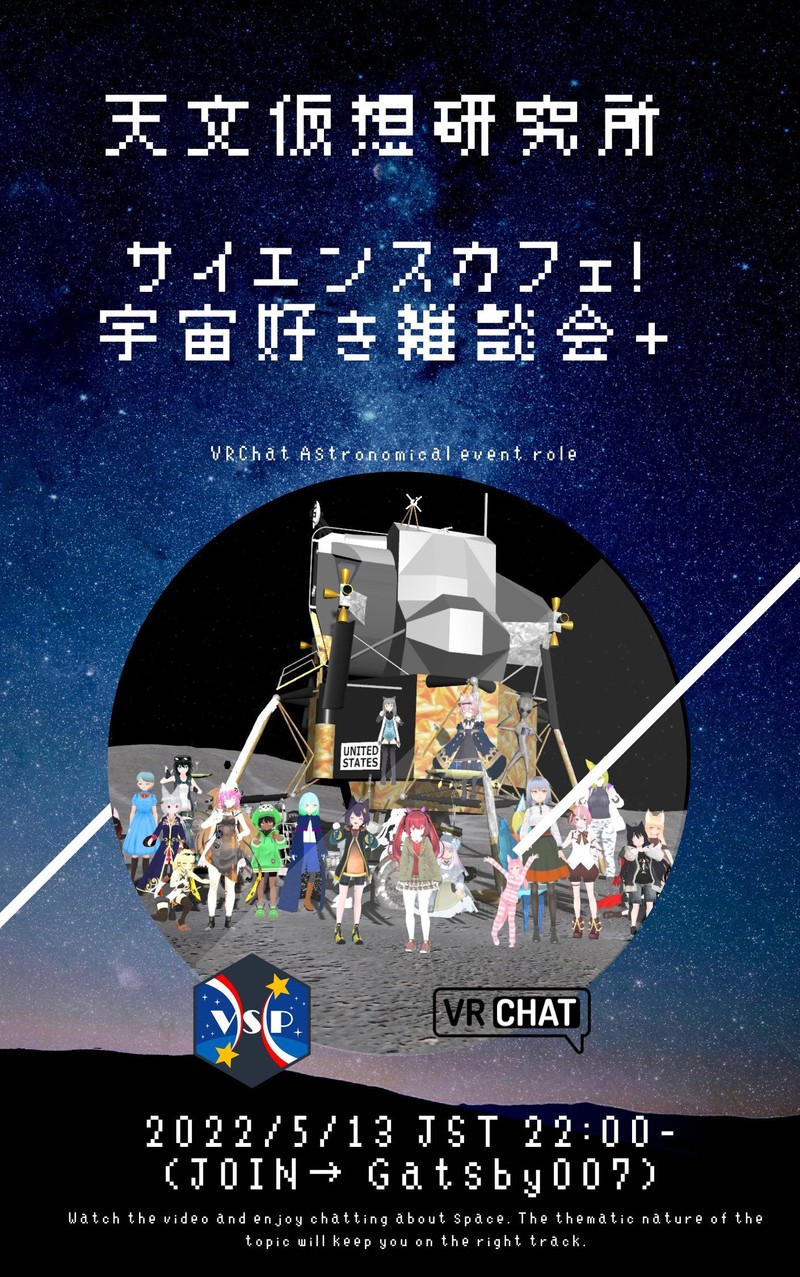 天文仮想研究所
サイエンスカフェ!
宇宙好き雑談会+
VRChat Astronomical event role
UNITED
STATES
VSP
VR CHAT
2022/5/13 JST 22:00-
(JOIN→ Gatsby007)
Watch the video and enjoy chatting about space. The thematic nature of the
topic will keep you on the right track.